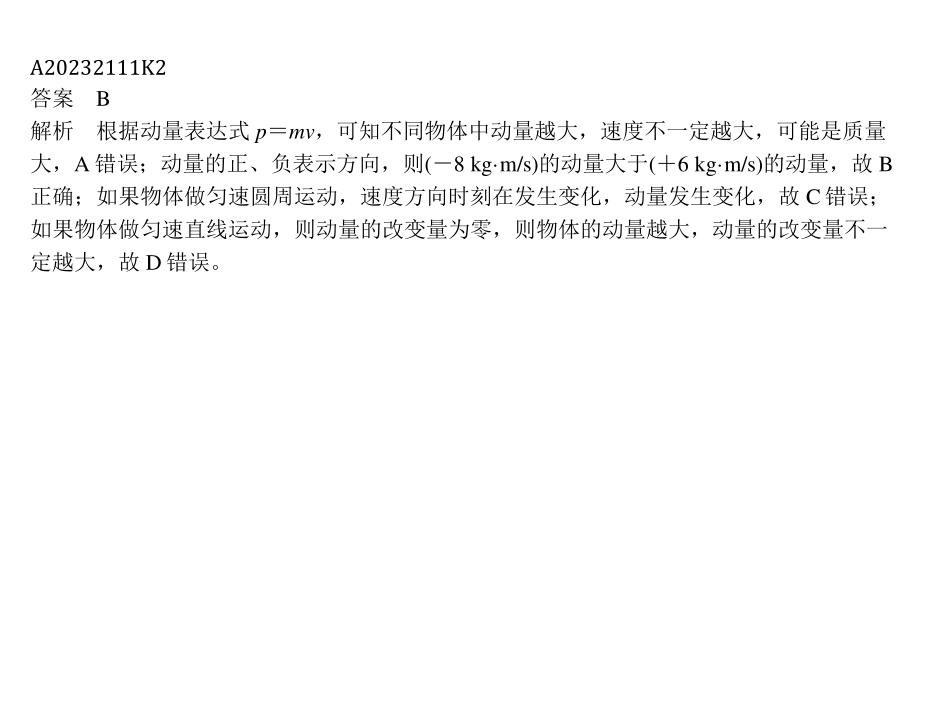 A20232111K2
答案　B
解析　根据动量表达式 p＝mv，可知不同物体中动量越大，速度不一定越大，可能是质量
大，A 错误；动量的正、负表示方向，则(－8 kg·m/s)的动量大于(＋6 kg·m/s)的动量，故 B
正确；如果物体做匀速圆周运动，速度方向时刻在发生变化，动量发生变化，故 C 错误；
如果物体做匀速直线运动，则动量的改变量为零，则物体的动量越大，动量的改变量不一
定越大，故 D 错误。